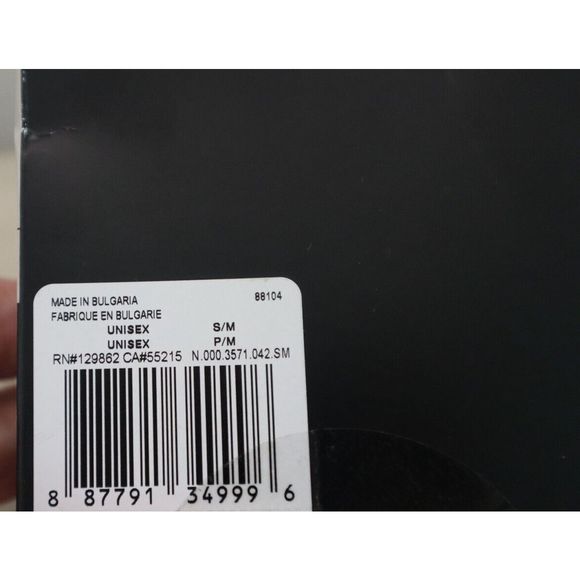 MADE IN BULGARIA 88104
FABRIQUE EN BULGARIE
UNISEX S/M
UNISEX P/M
RN#129862 CA#55215 N.000.3571.042.SM
8 87791 34999 6